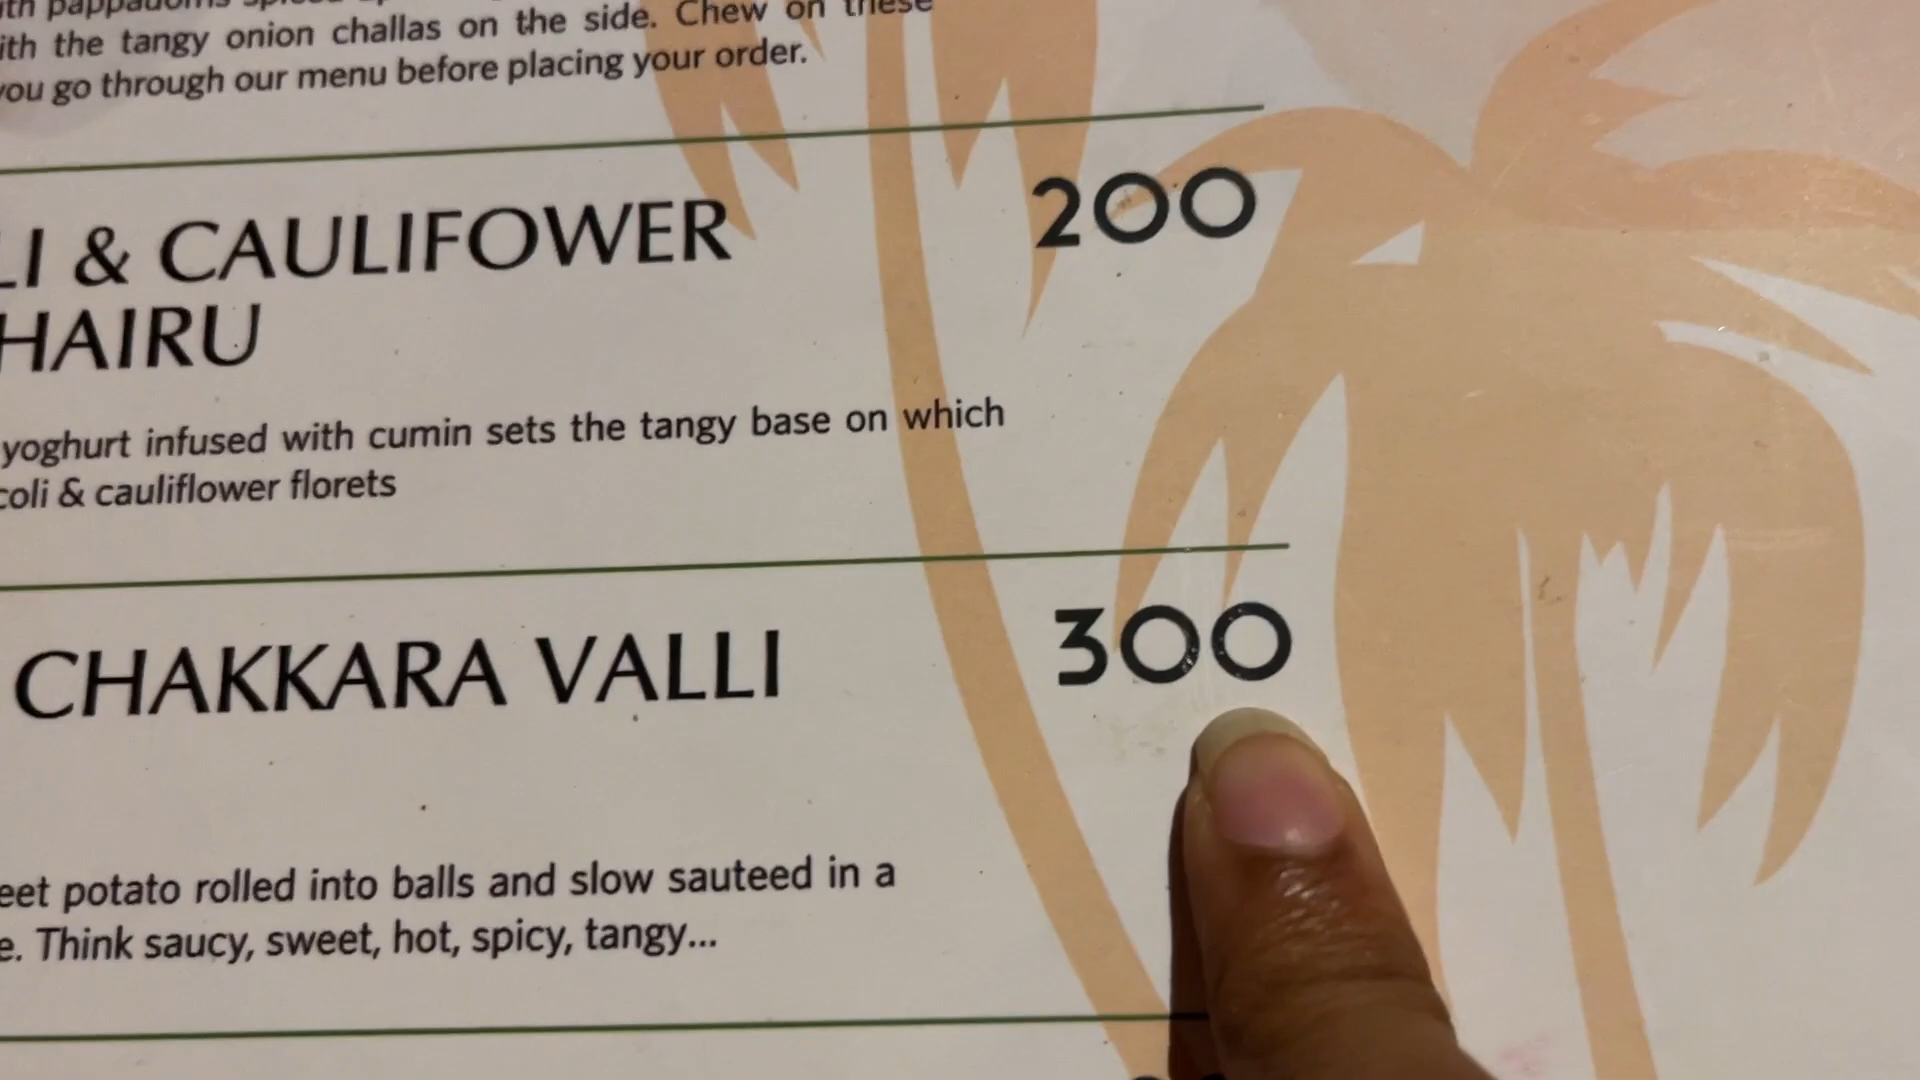 with the tangy onion challas on the side. Chew on these
you go through our menu before placing your order.
LI & CAULIFOWER 200
HAIRU
yoghurt infused with cumin sets the tangy base on which
coli & cauliflower florets
CHAKKARA VALLI 300
eet potato rolled into balls and slow sauteed in a
e. Think saucy, sweet, hot, spicy, tangy...